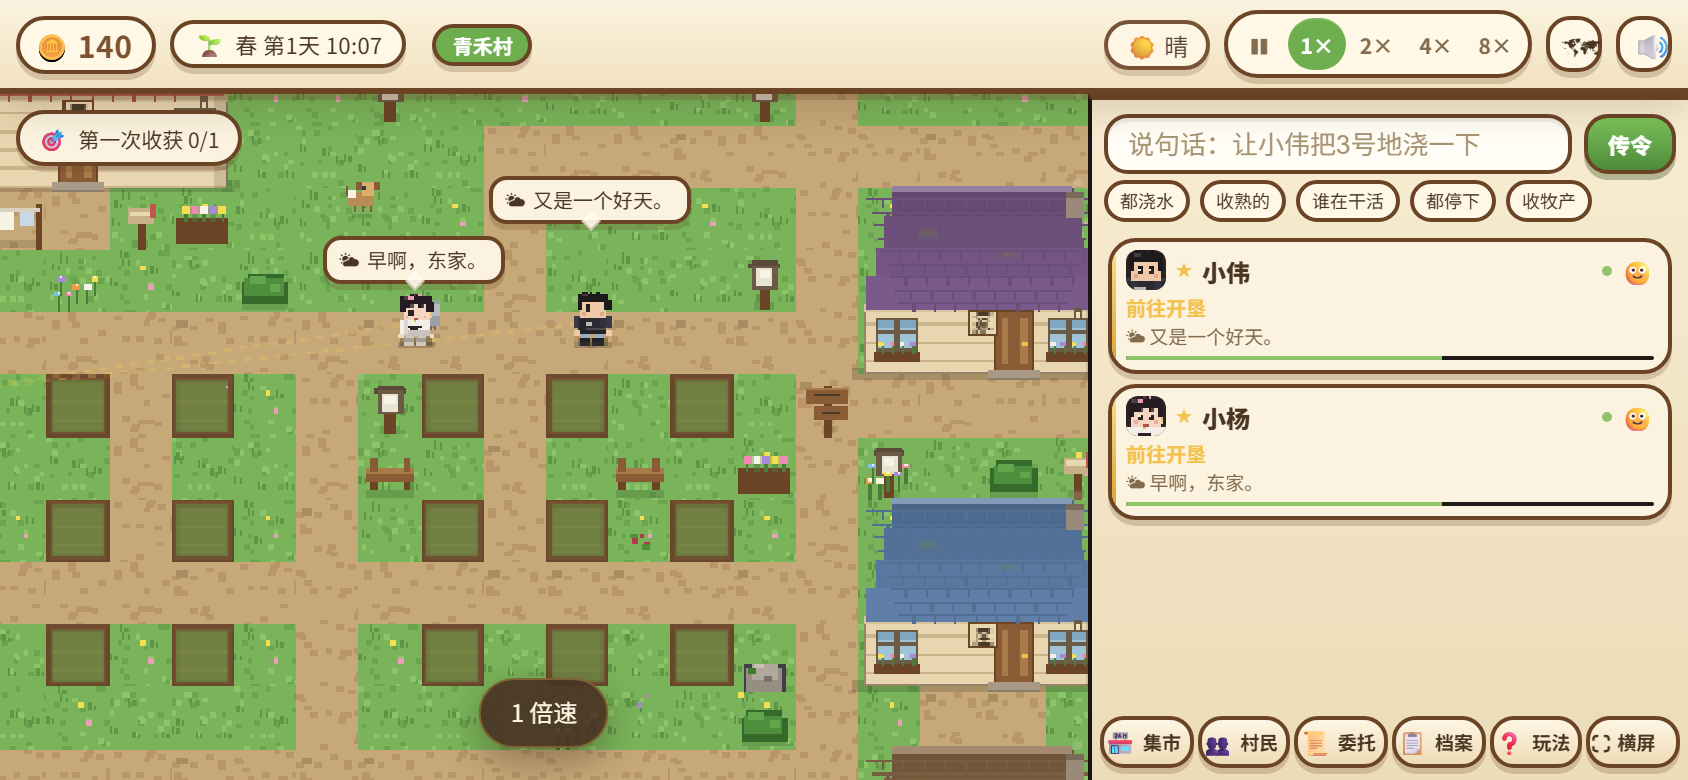 140
春 第1天 10:07
青禾村
晴
1×
2×
4×
8×
第一次收获 0/1
又是一个好天。
早啊，东家。
1 倍速
说句话：让小伟把3号地浇一下
传令
都浇水
收熟的
谁在干活
都停下
收牧产
小伟
前往开垦
又是一个好天。
小杨
前往开垦
早啊，东家。
集市
村民
委托
档案
玩法
横屏